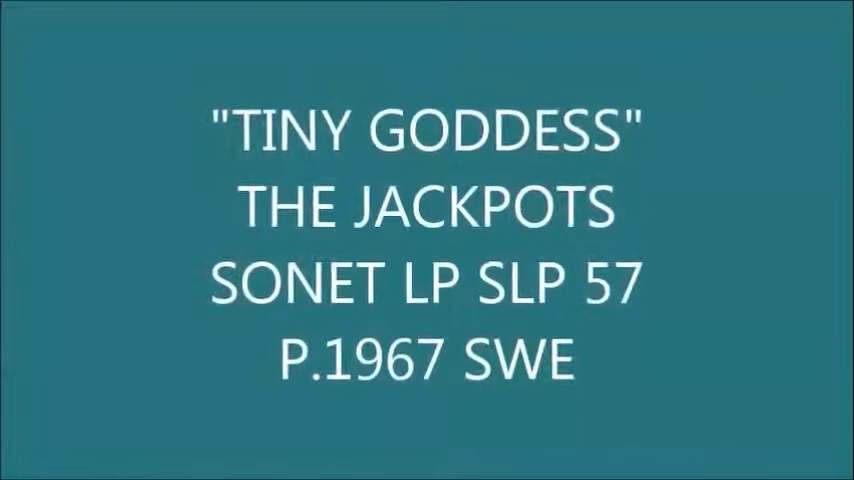 "TINY GODDESS"
THE JACKPOTS
SONET LP SLP 57
P.1967 SWE